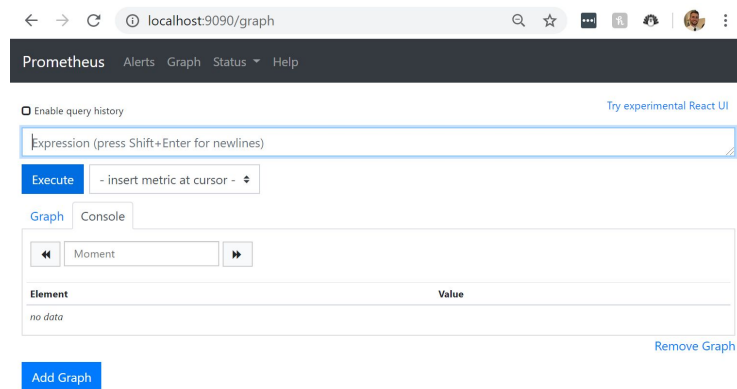 localhost:9090/graph
Prometheus Alerts Graph Status Help
Try experimental React UI
Enable query history
Expression (press Shift+Enter for newlines)
Execute - insert metric at cursor -
Graph Console
Moment
Element Value
no data
Remove Graph
Add Graph